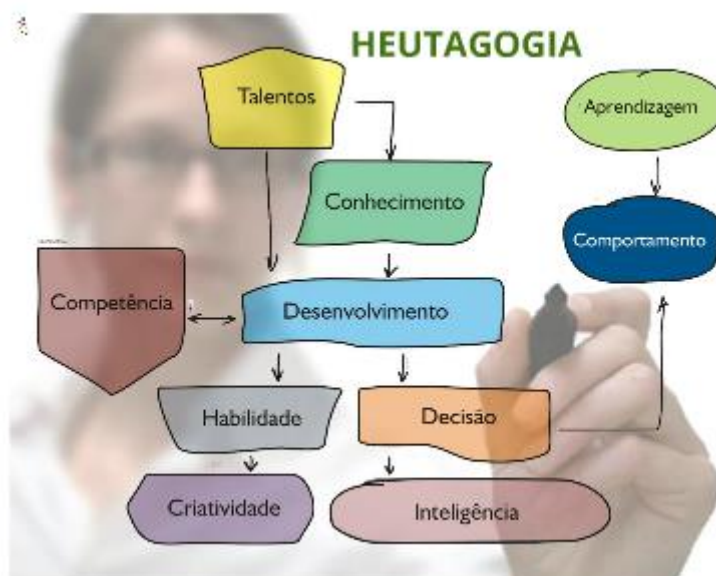 HEUTAGOGIA
Talentos
Aprendizagem
Conhecimento
Comportamento
Competência
Desenvolvimento
Habilidade
Decisão
Criatividade
Inteligência